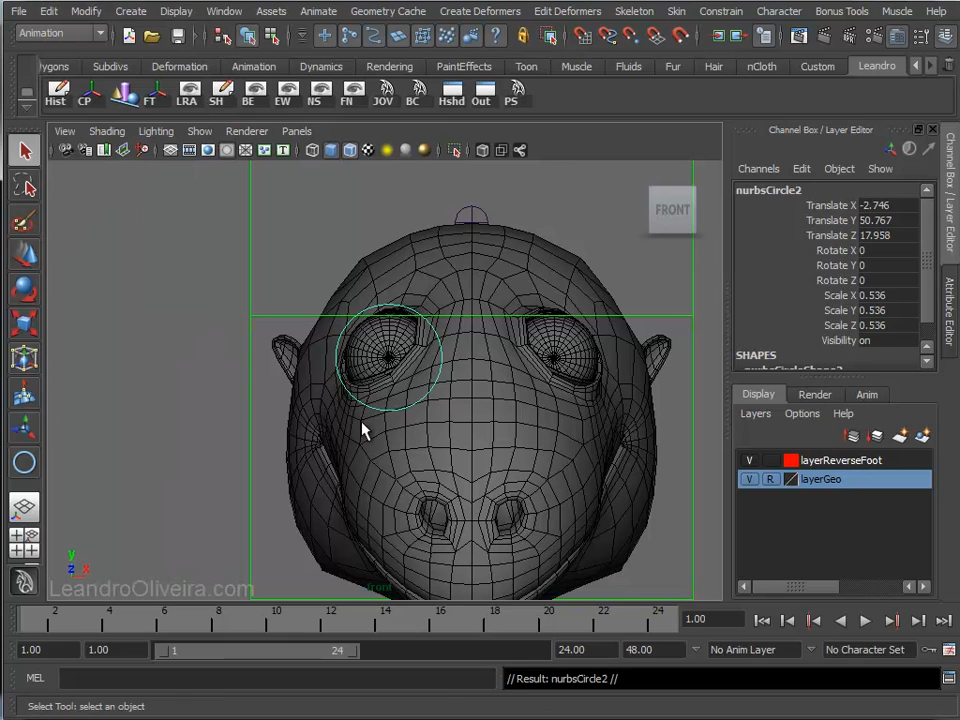 File Edit Modify Create Display Window Assets Animate Geometry Cache Create Deformers Edit Deformers Skeleton Skin Constrain Character Bonus Tools Muscle Help
Animation
olygons Subdivs Deformation Animation Dynamics Rendering PaintEffects Toon Muscle Fluids Fur Hair nCloth Custom Leandro
Hist CP FT LRA SH BE EW NS FN JOV BC Hshd Out PS
View Shading Lighting Show Renderer Panels
Channel Box / Layer Editor
Channels Edit Object Show
nurbsCircle2
Translate X -2.746
Translate Y 50.767
Translate Z 17.958
Rotate X 0
Rotate Y 0
Rotate Z 0
Scale X 0.536
Scale Y 0.536
Scale Z 0.536
Visibility on
SHAPES
nurbsCircleShape2
Channel Box / Layer Editor
Attribute Editor
FRONT
Display Render Anim
Layers Options Help
V layerReverseFoot
V R layerGeo
y
z x
front
LeandroOliveira.com
2 4 6 8 10 12 14 16 18 20 22 24
1.00
1.00 1.00 1 24 24.00 48.00 No Anim Layer No Character Set
MEL // Result: nurbsCircle2 //
Select Tool: select an object